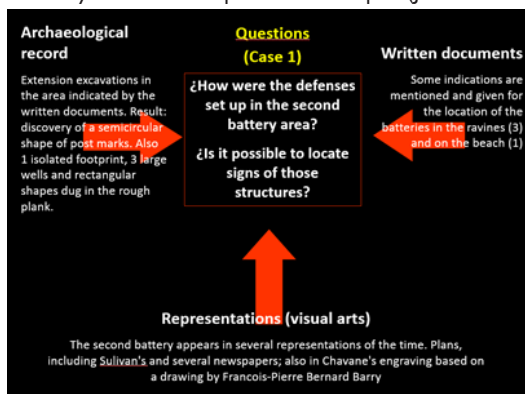 Archaeological
record
Extension excavations in
the area indicated by the
written documents. Result:
discovery of a semicircular
shape of post marks. Also
1 isolated footprint, 3 large
wells and rectangular
shapes dug in the rough
plank.
Questions
(Case 1)
¿How were the defenses
set up in the second
battery area?
¿Is it possible to locate
signs of those
structures?
Written documents
Some indications are
mentioned and given for
the location of the
batteries in the ravines (3)
and on the beach (1)
Representations (visual arts)
The second battery appears in several representations of the time. Plans,
including Sulivan's and several newspapers; also in Chavane's engraving based on
a drawing by Francois-Pierre Bernard Barry